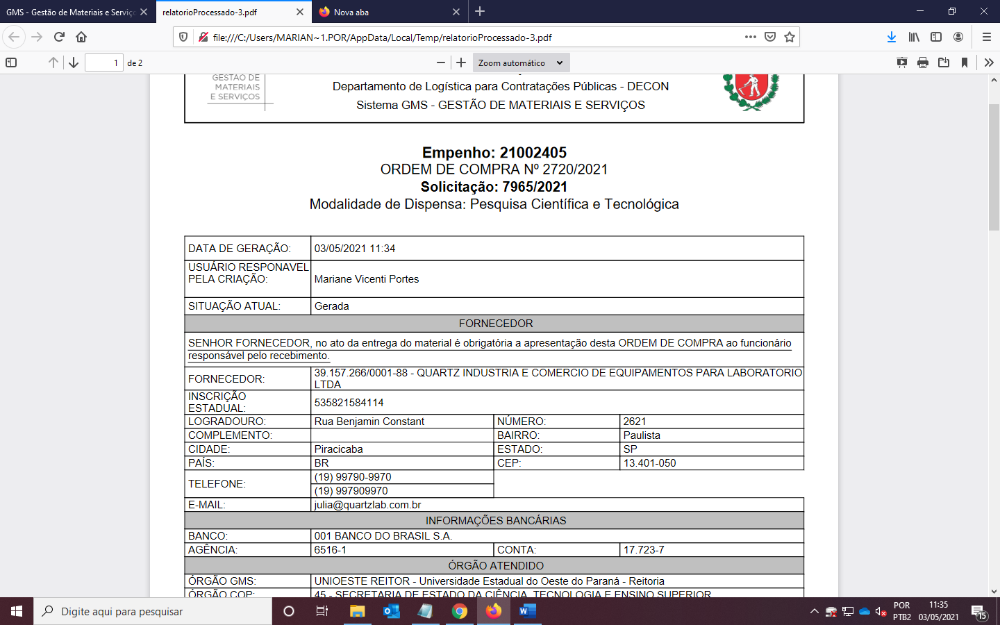 GMS - Gestão de Materiais e Serviç
relatorioProcessado-3.pdf
Nova aba
file:///C:/Users/MARIAN~1.POR/AppData/Local/Temp/relatorioProcessado-3.pdf
1 de 2
Zoom automático
GESTÃO DE
MATERIAIS
E SERVIÇOS
Departamento de Logística para Contratações Públicas - DECON
Sistema GMS - GESTÃO DE MATERIAIS E SERVIÇOS
Empenho: 21002405
ORDEM DE COMPRA Nº 2720/2021
Solicitação: 7965/2021
Modalidade de Dispensa: Pesquisa Científica e Tecnológica
DATA DE GERAÇÃO: 03/05/2021 11:34
USUÁRIO RESPONAVEL
PELA CRIAÇÃO: Mariane Vicenti Portes
SITUAÇÃO ATUAL: Gerada
FORNECEDOR
SENHOR FORNECEDOR, no ato da entrega do material é obrigatória a apresentação desta ORDEM DE COMPRA ao funcionário
responsável pelo recebimento.
FORNECEDOR: 39.157.266/0001-88 - QUARTZ INDUSTRIA E COMERCIO DE EQUIPAMENTOS PARA LABORATORIO
LTDA
INSCRIÇÃO
ESTADUAL: 535821584114
LOGRADOURO: Rua Benjamin Constant NÚMERO: 2621
COMPLEMENTO: BAIRRO: Paulista
CIDADE: Piracicaba ESTADO: SP
PAÍS: BR CEP: 13.401-050
TELEFONE: (19) 99790-9970
(19) 997909970
E-MAIL: julia@quartzlab.com.br
INFORMAÇÕES BANCÁRIAS
BANCO: 001 BANCO DO BRASIL S.A.
AGÊNCIA: 6516-1 CONTA: 17.723-7
ÓRGÃO ATENDIDO
ÓRGÃO GMS: UNIOESTE REITOR - Universidade Estadual do Oeste do Paraná - Reitoria
ÓRGÃO COP: 45 - SECRETARIA DE ESTADO DA CIÊNCIA, TECNOLOGIA E ENSINO SUPERIOR
Digite aqui para pesquisar
POR
PTB2
11:35
03/05/2021
15